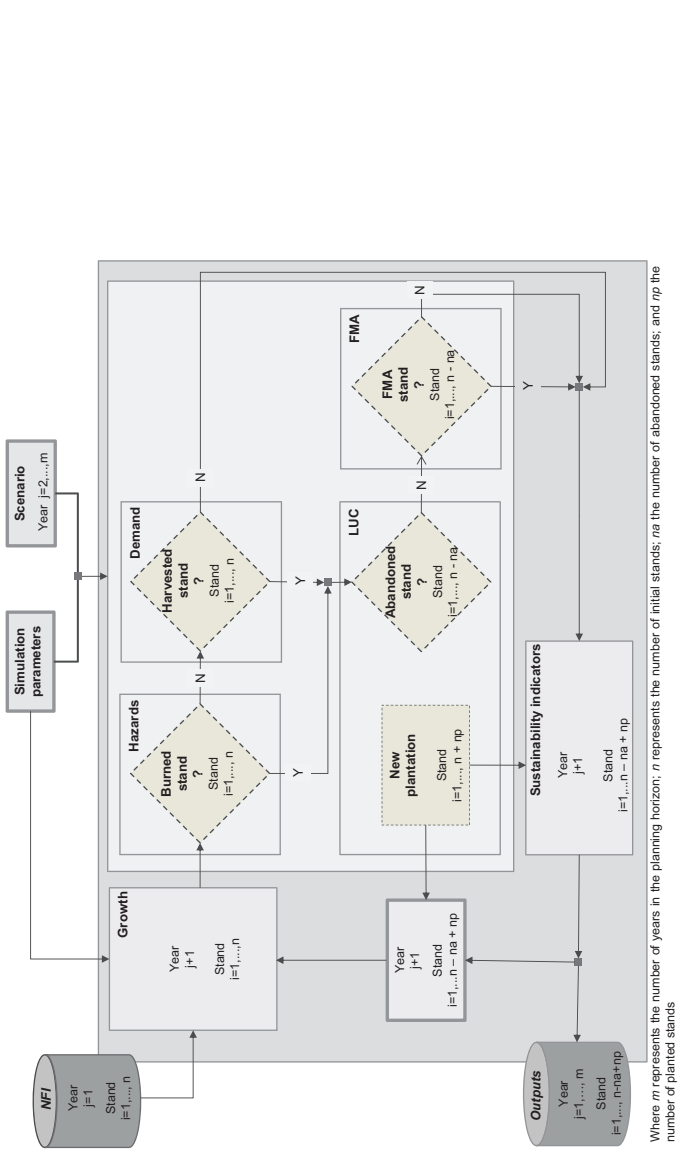 NFI
Year
j=1
Stand
i=1,..., n
Simulation
parameters
Scenario
Year j=2,...,m
Growth
Year
j+1
Stand
i=1,...,n
Hazards
Burned
stand
?
Stand
i=1,..., n
N
Y
Demand
Harvested
stand
?
Stand
i=1,..., n
N
Y
LUC
New
plantation
Stand
i=1,..., n + np
Abandoned
stand
?
Stand
i=1,..., n - na
N
FMA
FMA
stand
?
Stand
i=1,..., n - na
N
Y
Year
j+1
Stand
i=1,...n – na + np
Sustainability indicators
Year
j+1
Stand
i=1,...n – na + np
Outputs
Year
j=1,..., m
Stand
i=1,..., n-na+np
Where m represents the number of years in the planning horizon; n represents the number of initial stands; na the number of abandoned stands; and np the
number of planted stands